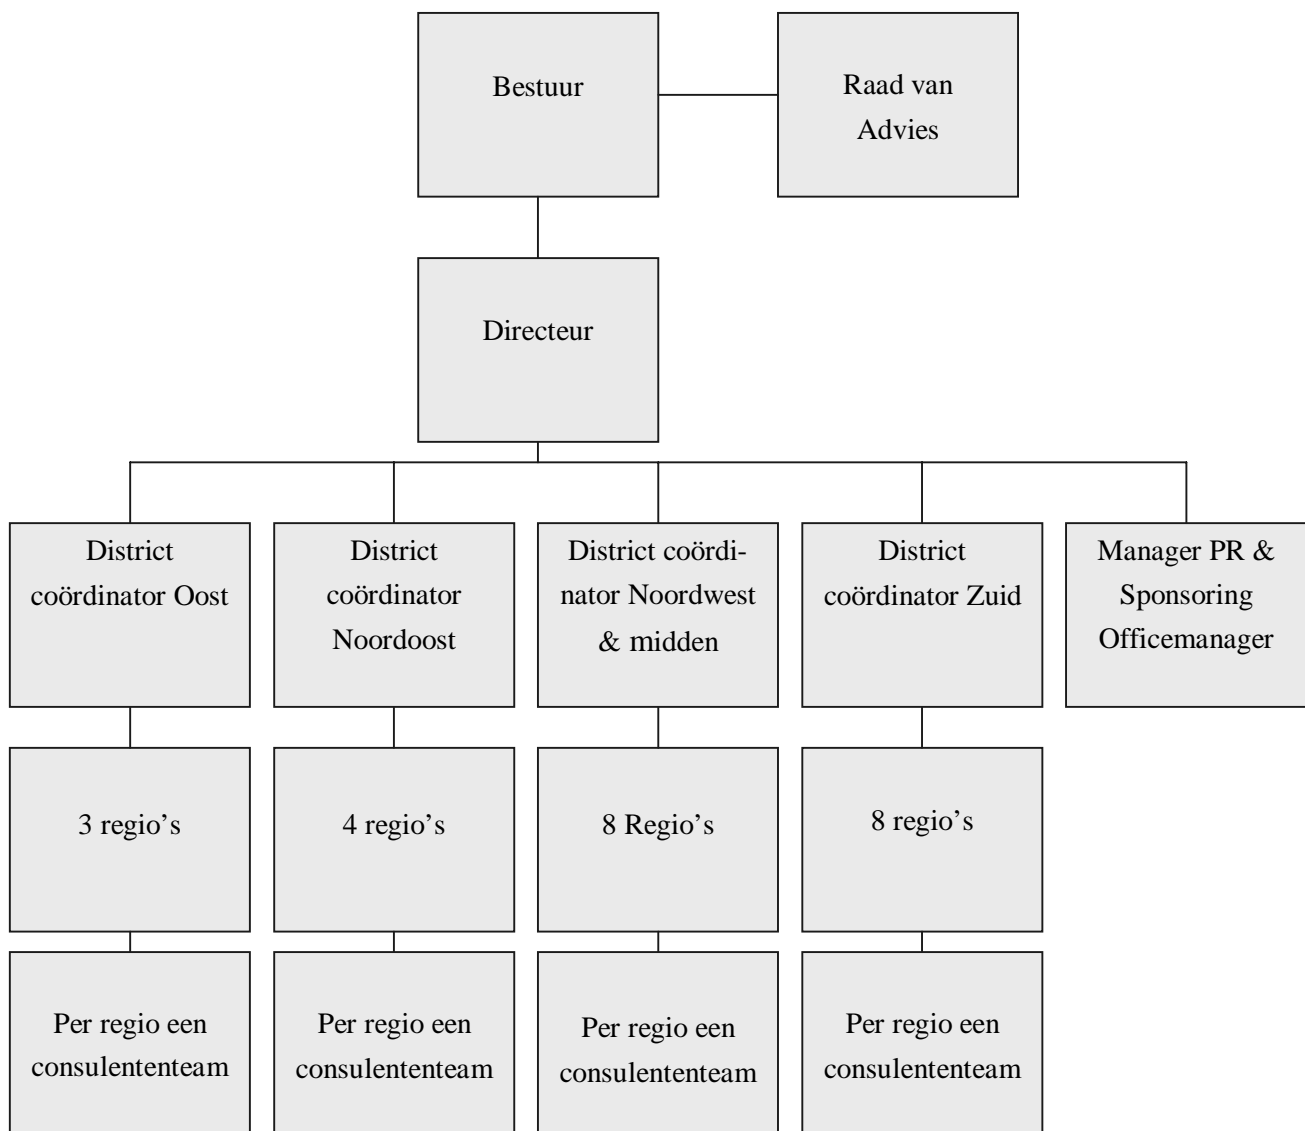 Bestuur
Raad van
Advies
Directeur
District
coördinator Oost
District
coördinator
Noordoost
District coördi-
nator Noordwest
& midden
District
coördinator Zuid
Manager PR &
Sponsoring
Officemanager
3 regio’s
4 regio’s
8 Regio’s
8 regio’s
Per regio een
consulententeam
Per regio een
consulententeam
Per regio een
consulententeam
Per regio een
consulententeam